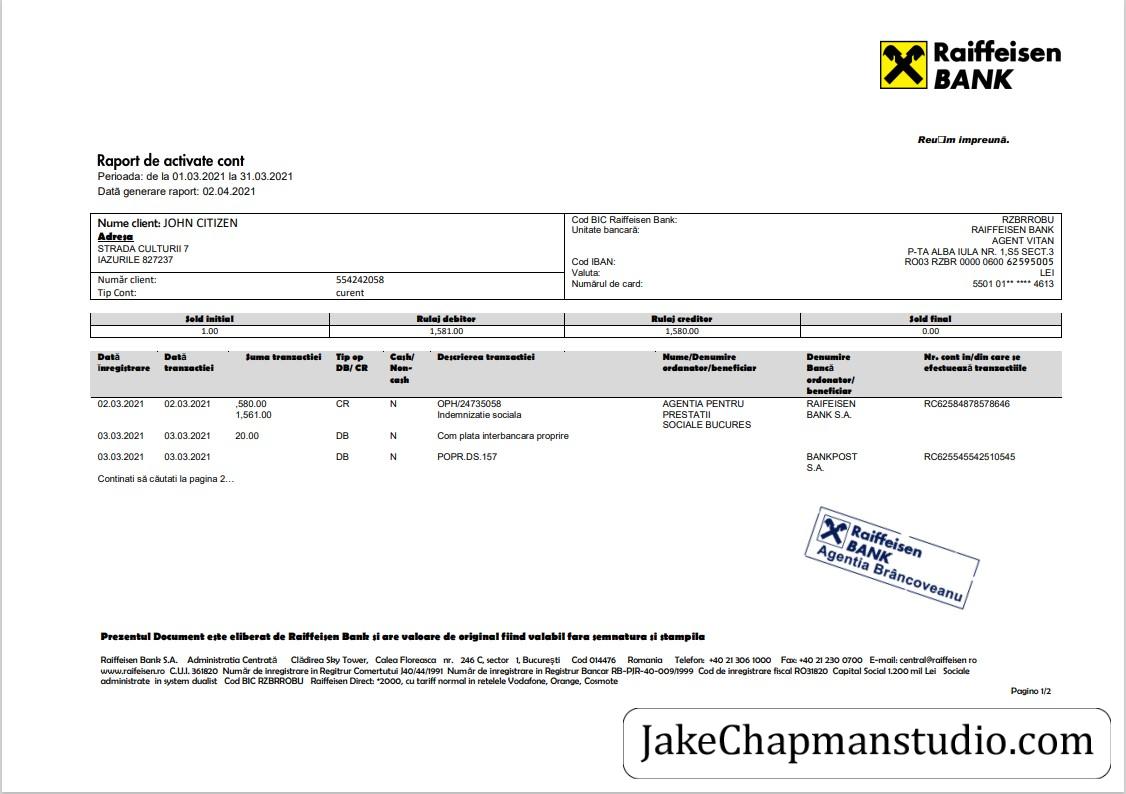 Raiffeisen
BANK
Reu□im impreună.
Raport de activate cont
Perioada: de la 01.03.2021 la 31.03.2021
Dată generare raport: 02.04.2021
Nume client: JOHN CITIZEN
Adresa
STRADA CULTURII 7
IAZURILE 827237
Număr client: 554242058
Tip Cont: curent
Cod BIC Raiffeisen Bank: RZBRROBU
Unitate bancară: RAIFFEISEN BANK
AGENT VITAN
P-TA ALBA IULA NR. 1,S5 SECT.3
Cod IBAN: RO03 RZBR 0000 0600 62595005
Valuta: LEI
Numărul de card: 5501 01** **** 4613
Sold initial Rulaj debitor Rulaj creditor Sold final
1.00 1,581.00 1,580.00 0.00
Dată Dată Suma tranzactiei Tip op Cash/ Descrierea tranzactiei Nume/Denumire Denumire Nr. cont in/din care se
înregistrare tranzactiei DB/ CR Non- ordanator/beneficiar Bancă efectuează tranzactiile
cash ordonator/
beneficiar
02.03.2021 02.03.2021 ,580.00 CR N OPH/24735058 AGENTIA PENTRU RAIFEISEN RC62584878578646
1,561.00 Indemnizatie sociala PRESTATII BANK S.A.
SOCIALE BUCURES
03.03.2021 03.03.2021 20.00 DB N Com plata interbancara proprire
03.03.2021 03.03.2021 DB N POPR.DS.157 BANKPOST RC625545542510545
S.A.
Continati să căutati la pagina 2…
Raiffeisen
BANK
Agentia Brâncoveanu
Prezentul Document este eliberat de Raiffeisen Bank si are valoare de original fiind valabil fara semnatura si stampila
Raiffeisen Bank S.A. Administratia Centrată Clădirea Sky Tower, Calea Floreasca nr. 246 C, sector 1, București Cod 014476 Romania Telefon: +40 21 306 1000 Fax: +40 21 230 0700 E-mail: central@raiffeisen ro
www.raifeisen.ro C.U.I. 361820 Număr de inregistrare in Regitrur Comertutui J40/44/1991 Număr de inregistrare in Registrur Bancar RB-PJR-40-009/1999 Cod de inregistrare fiscal RO31820 Capital Social 1.200 mil Lei Sociale
administrate in system dualist Cod BIC RZBRROBU Raiffeisen Direct: *2000, cu tariff normal in retelele Vodafone, Orange, Cosmote
Pagino 1/2
JakeChapmanstudio.com